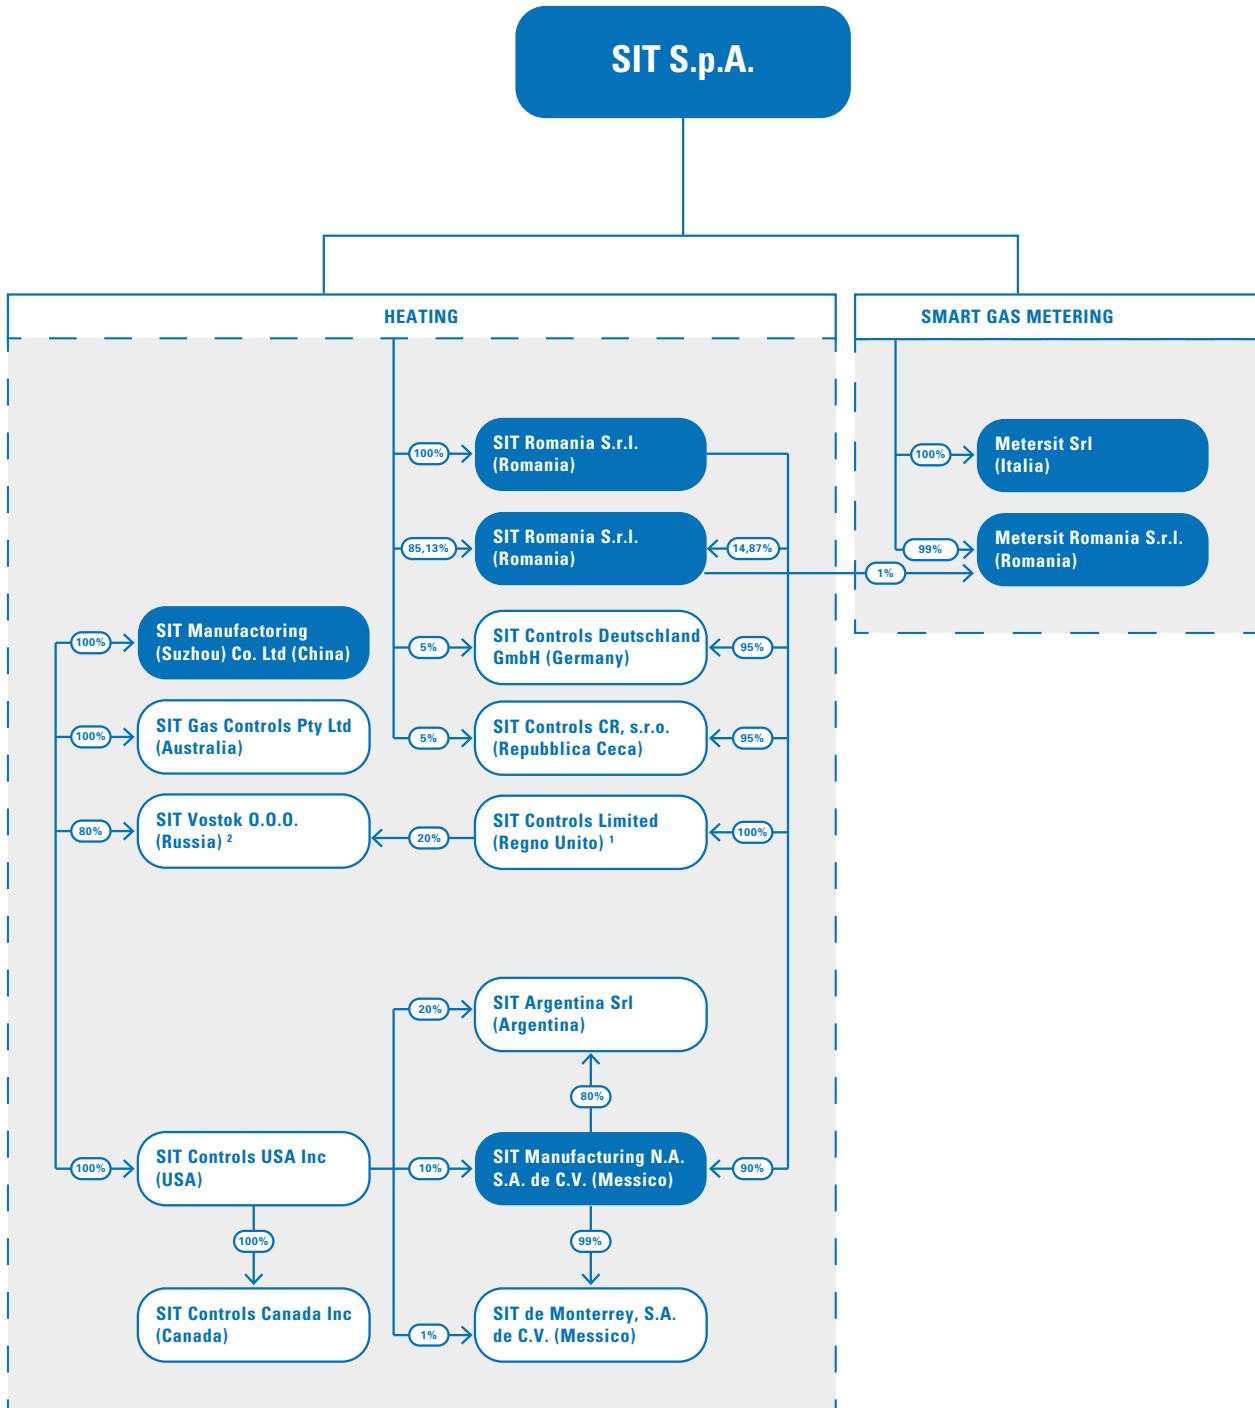 SIT S.p.A.
HEATING
SMART GAS METERING
100%
SIT Romania S.r.l.
(Romania)
100%
Metersit Srl
(Italia)
85,13%
SIT Romania S.r.l.
(Romania)
14,87%
99%
1%
Metersit Romania S.r.l.
(Romania)
100%
SIT Manufactoring
(Suzhou) Co. Ltd (China)
5%
SIT Controls Deutschland
GmbH (Germany)
95%
100%
SIT Gas Controls Pty Ltd
(Australia)
5%
SIT Controls CR, s.r.o.
(Repubblica Ceca)
95%
80%
SIT Vostok O.O.O.
(Russia) ²
20%
SIT Controls Limited
(Regno Unito) ¹
100%
20%
SIT Argentina Srl
(Argentina)
80%
100%
SIT Controls USA Inc
(USA)
10%
SIT Manufacturing N.A.
S.A. de C.V. (Messico)
90%
100%
99%
SIT Controls Canada Inc
(Canada)
1%
SIT de Monterrey, S.A.
de C.V. (Messico)